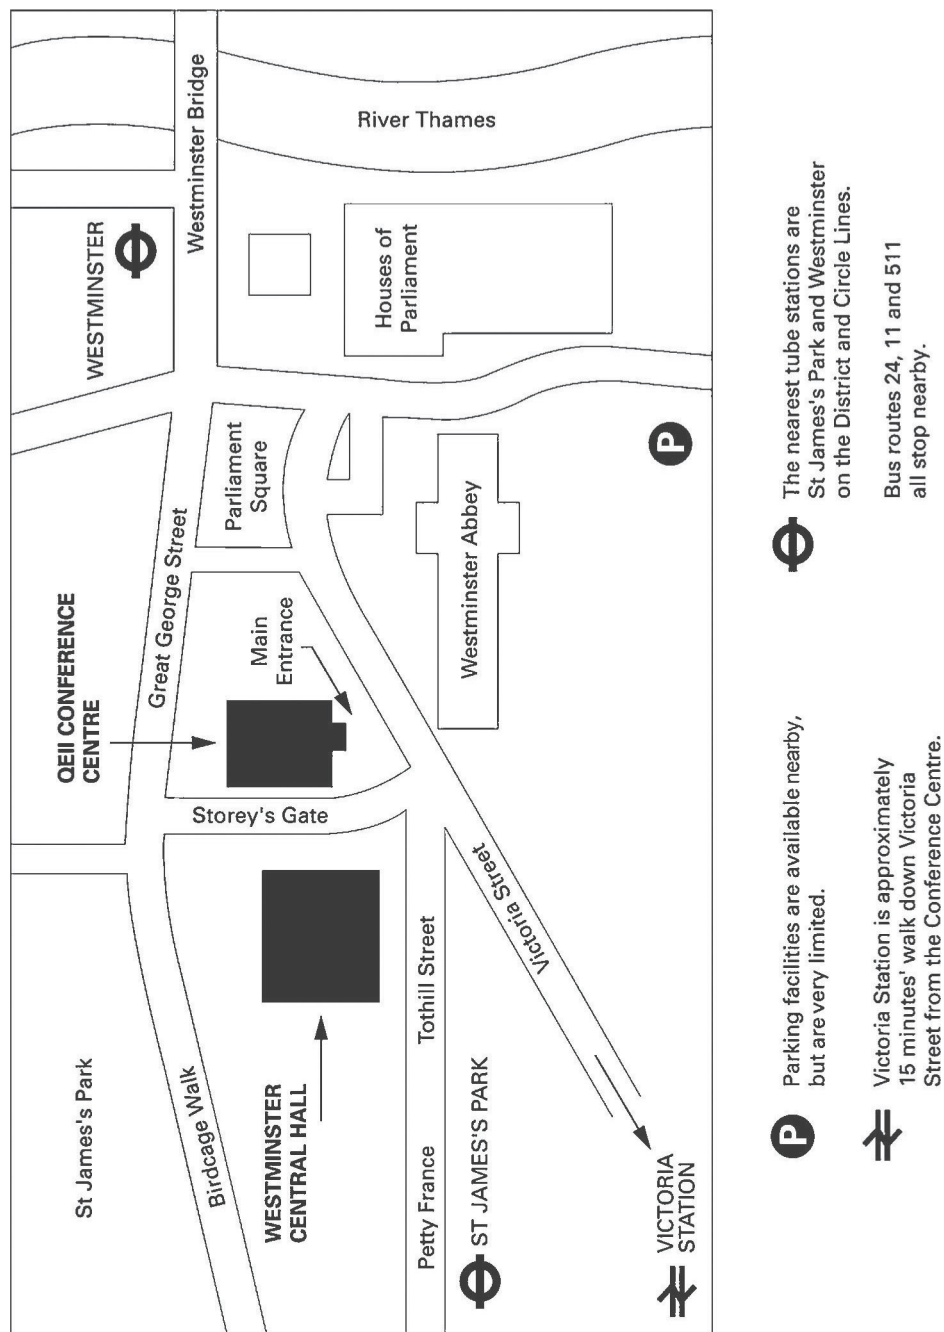 St James's Park
Birdcage Walk
WESTMINSTER
CENTRAL HALL
Petty France
Tothill Street
ST JAMES'S PARK
VICTORIA
STATION
Victoria Street
Storey's Gate
QEII CONFERENCE
CENTRE
Great George Street
Main
Entrance
Parliament
Square
Westminster Abbey
WESTMINSTER
Westminster Bridge
Houses of
Parliament
River Thames
P
P
Parking facilities are available nearby,
but are very limited.
Victoria Station is approximately
15 minutes' walk down Victoria
Street from the Conference Centre.
The nearest tube stations are
St James's Park and Westminster
on the District and Circle Lines.
Bus routes 24, 11 and 511
all stop nearby.